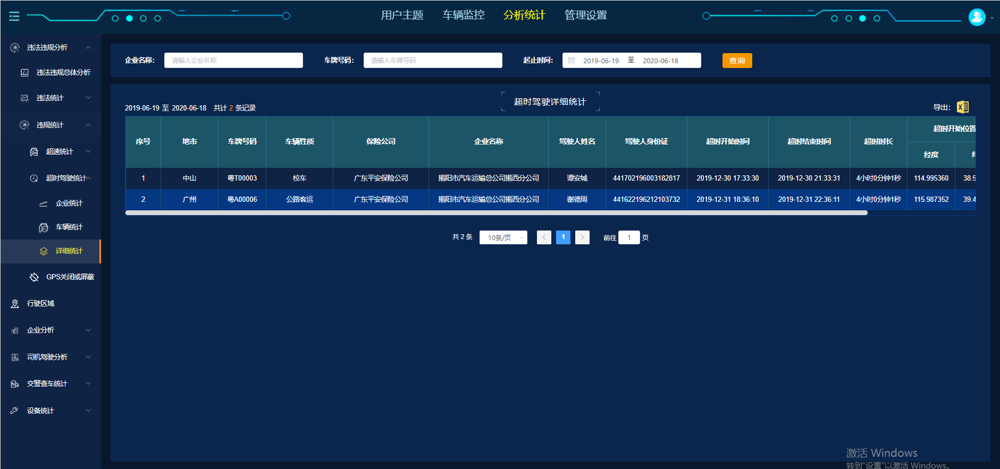 用户主题 车辆监控 分析统计 管理设置
违法违规分析
违法违规总体分析
违法统计
违规统计
超速统计
超时驾驶统计
企业统计
车辆统计
详细统计
GPS关闭或屏蔽
行驶区域
企业分析
司机驾驶分析
交警查车统计
设备统计
企业名称: 请输入企业名称 车牌号码: 请输入车牌号码 起止时间: 2019-06-19 至 2020-06-18 查询
超时驾驶详细统计
2019-06-19 至 2020-06-18 共计 2 条记录 导出:
序号 地市 车牌号码 车辆性质 保险公司 企业名称 驾驶人姓名 驾驶人身份证 超时开始时间 超时结束时间 超时时长 超时开始位置
经度
1 中山 粤T00003 校车 广东平安保险公司 揭阳市汽车运输总公司揭西分公司 谭安城 441702196003182817 2019-12-30 17:33:30 2019-12-30 21:33:31 4小时0分钟1秒 114.995360 38.5
2 广州 粤A00006 公路客运 广东平安保险公司 揭阳市汽车运输总公司揭西分公司 谢德周 441622196212103732 2019-12-31 18:36:10 2019-12-31 22:36:11 4小时0分钟1秒 115.987352 39.4
共 2 条 10条/页 1 前往 1 页
激活 Windows
转到"设置"以激活 Windows。